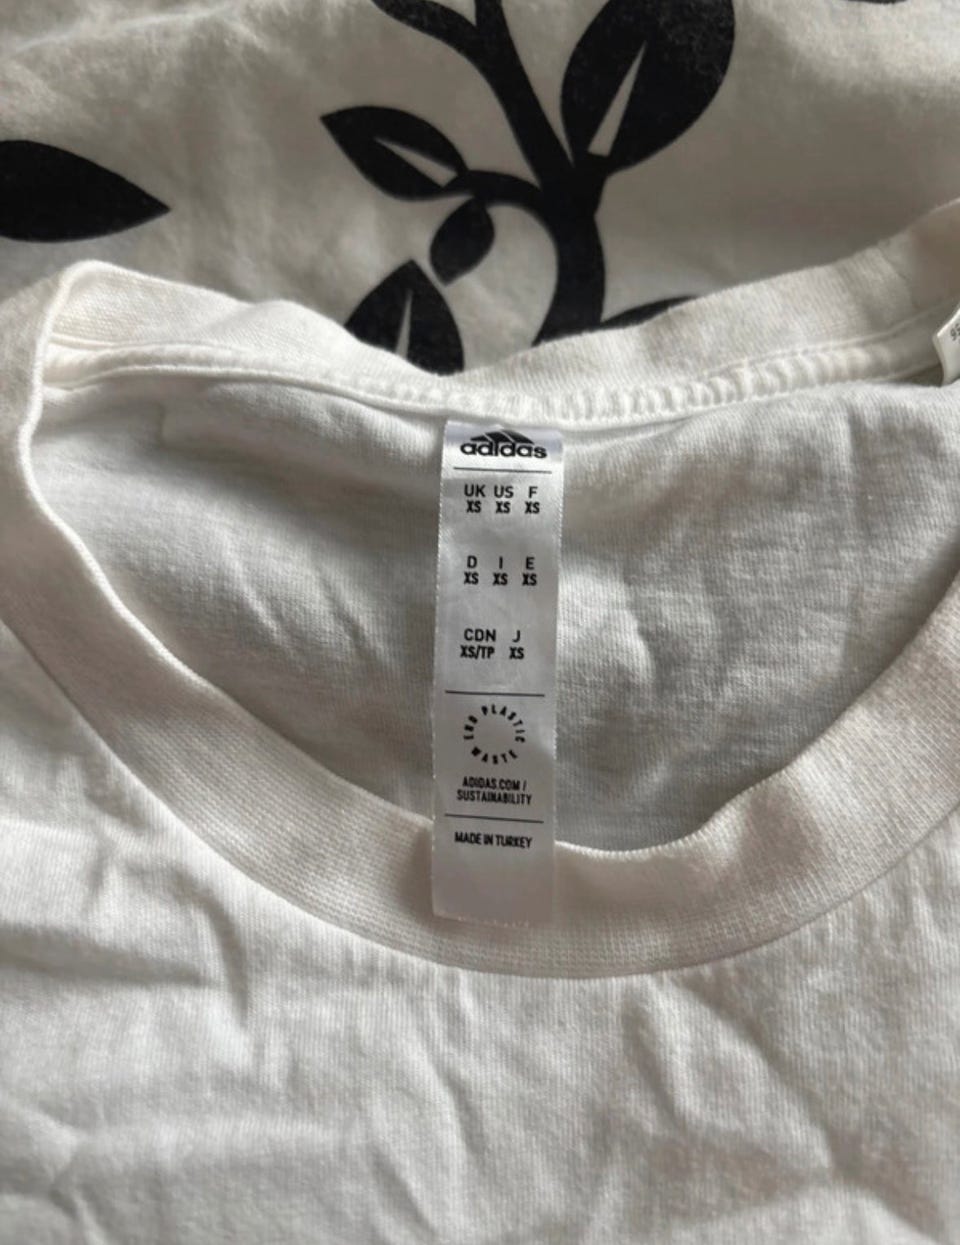 adidas
UK US F
XS XS XS
D I E
XS XS XS
CDN J
XS/TP XS
END PLASTIC WASTE
ADIDAS.COM /
SUSTAINABILITY
MADE IN TURKEY